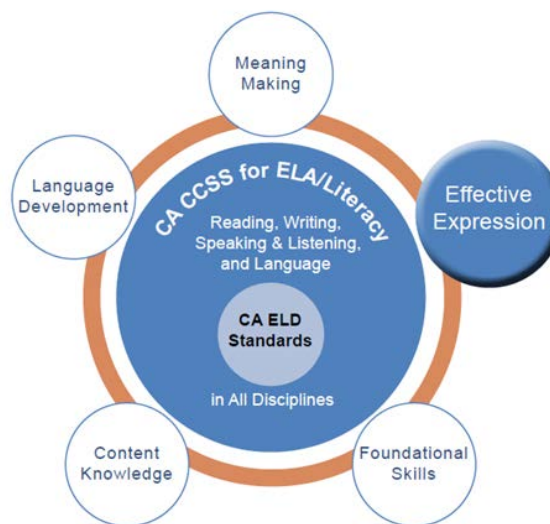 Meaning
Making
Language
Development
Effective
Expression
CA CCSS for ELA/Literacy
Reading, Writing,
Speaking & Listening,
and Language
CA ELD
Standards
in All Disciplines
Content
Knowledge
Foundational
Skills